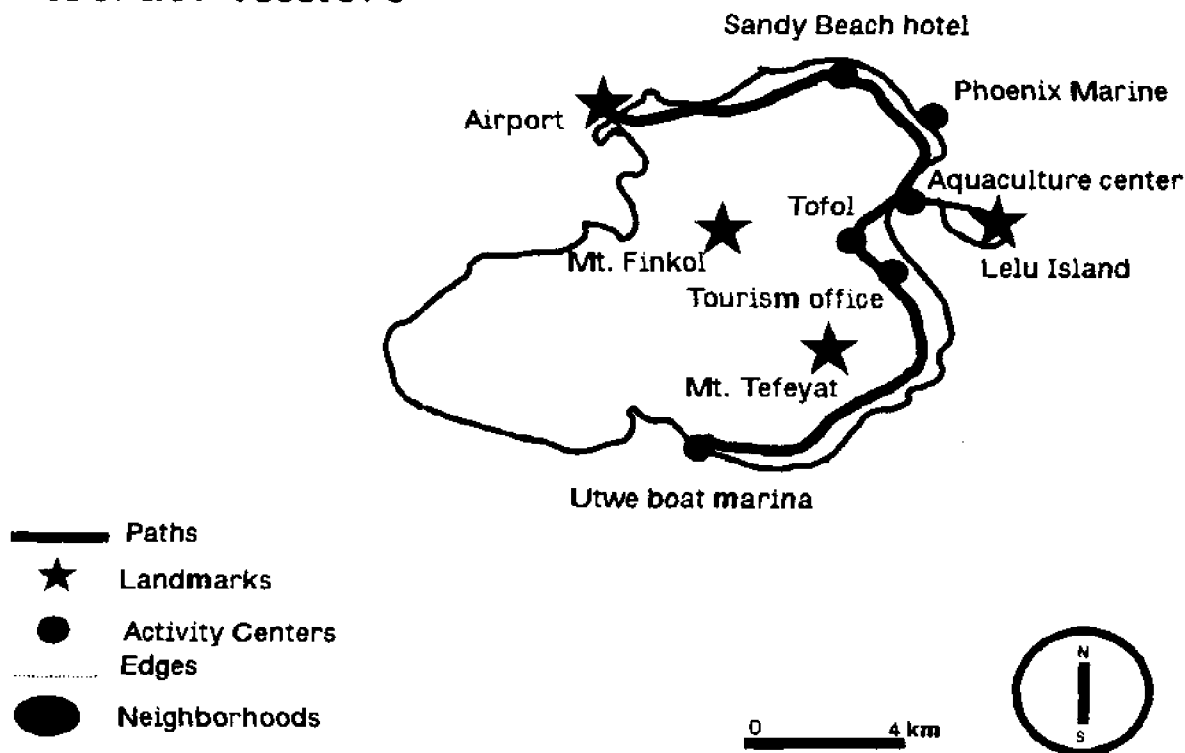 Sandy Beach hotel
Phoenix Marine
Airport
Aquaculture center
Tofol
Mt. Finkol
Lelu Island
Tourism office
Mt. Tefeyat
Utwe boat marina
Paths
Landmarks
Activity Centers
Edges
Neighborhoods
N
S
0 4 km